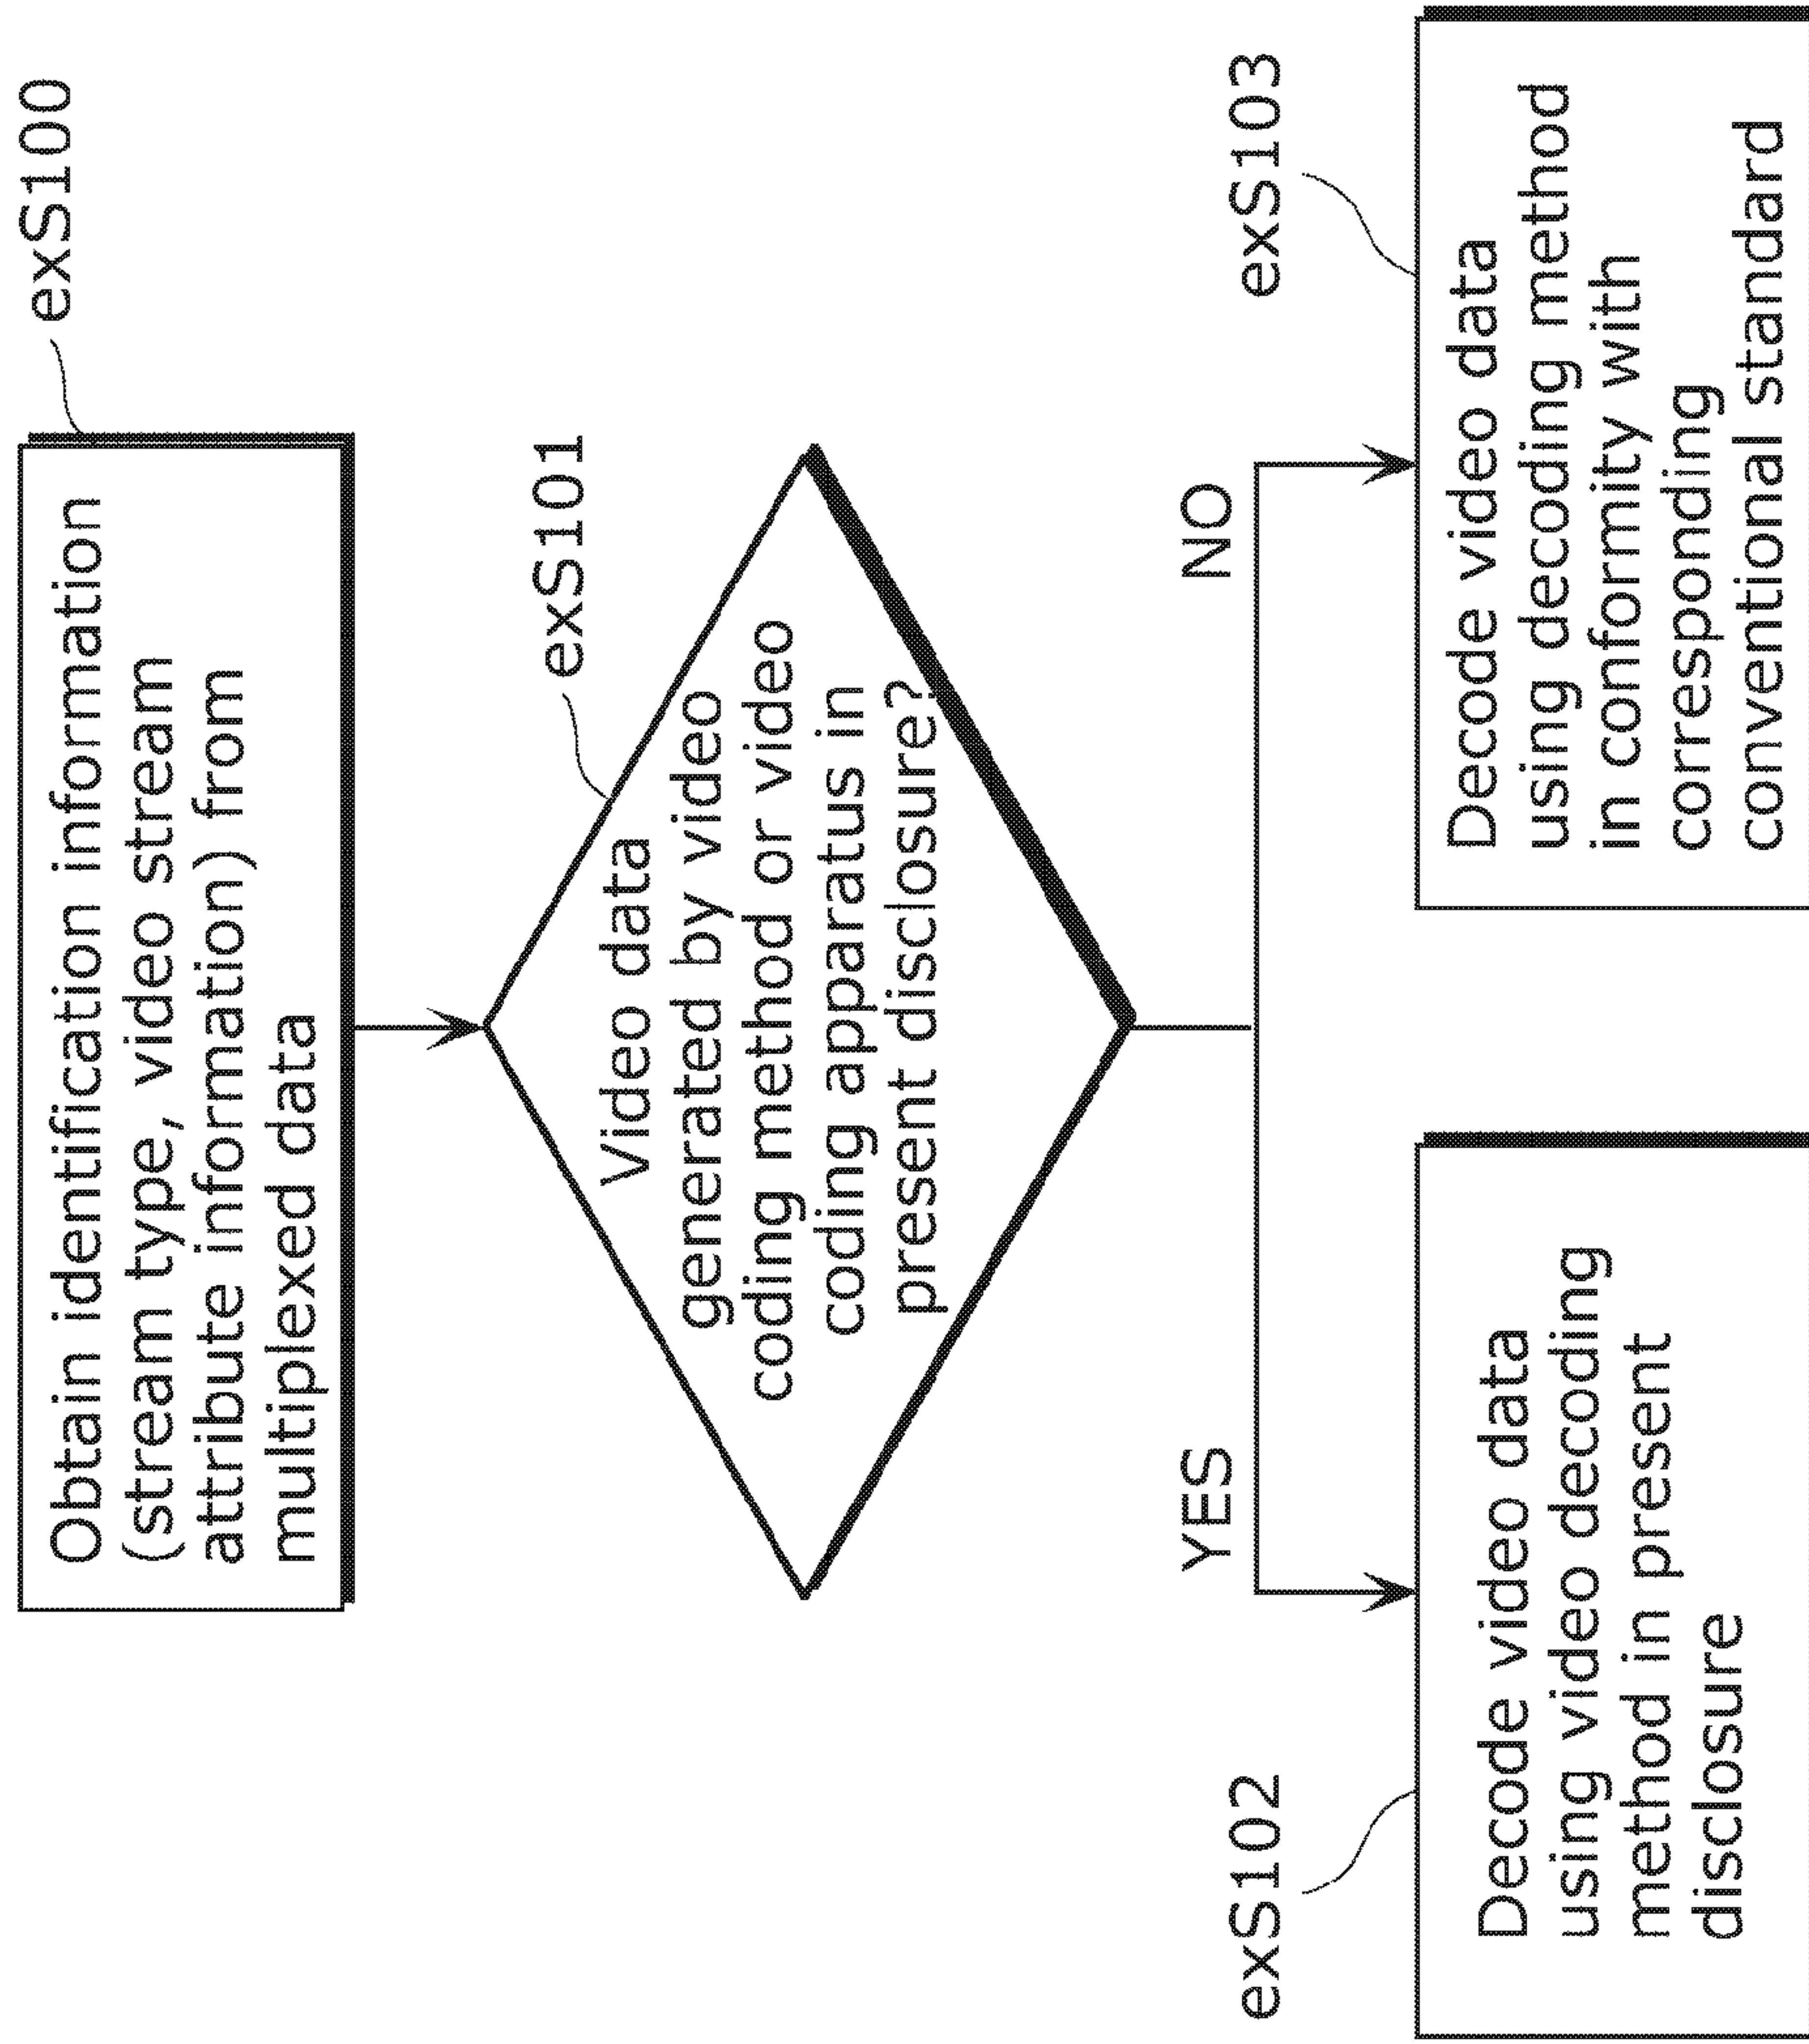 exS100
Obtain identification information
(stream type, video stream
attribute information) from
multiplexed data
exS101
Video data
generated by video
coding method or video
coding apparatus in
present disclosure?
YES
NO
exS102
Decode video data
using video decoding
method in present
disclosure
exS103
Decode video data
using decoding method
in conformity with
corresponding
conventional standard